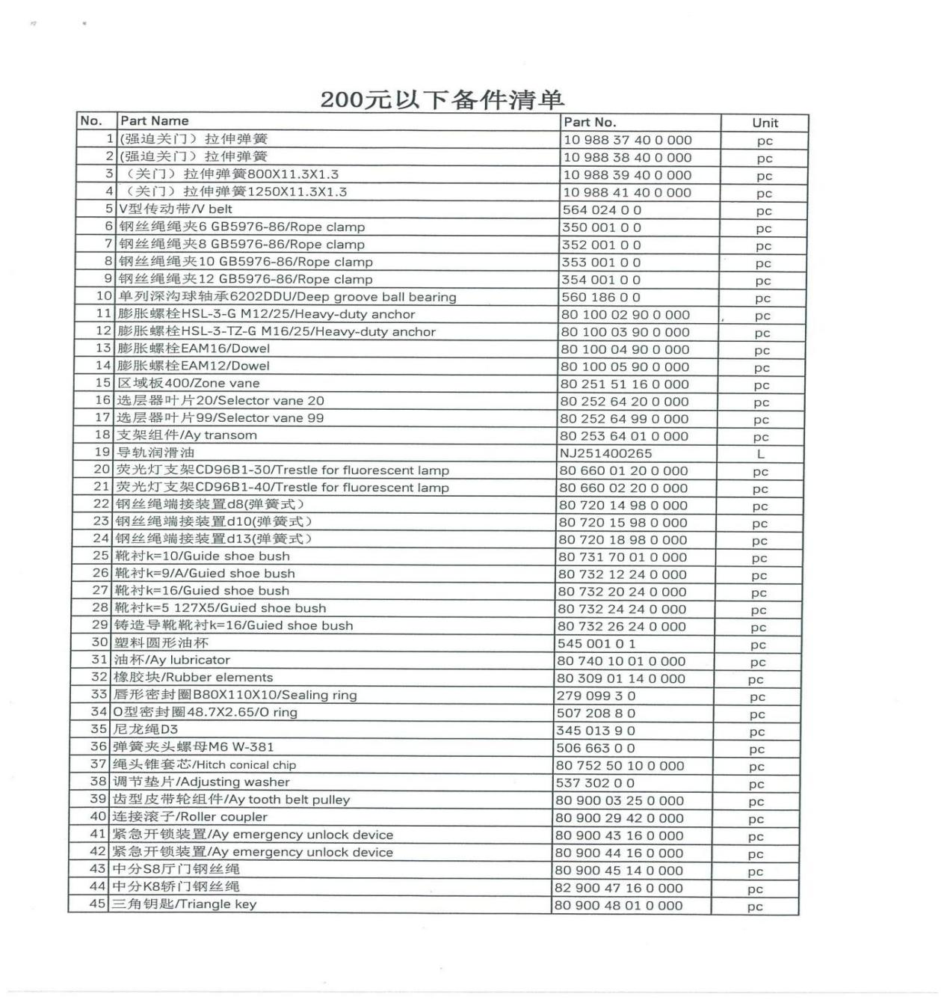 200元以下备件清单
No. Part Name Part No. Unit
1 (强迫关门）拉伸弹簧 10 988 37 40 0 000 pc
2 (强迫关门）拉伸弹簧 10 988 38 40 0 000 pc
3 （关门）拉伸弹簧800X11.3X1.3 10 988 39 40 0 000 pc
4 （关门）拉伸弹簧1250X11.3X1.3 10 988 41 40 0 000 pc
5 V型传动带/V belt 564 024 0 0 pc
6 钢丝绳绳夹6 GB5976-86/Rope clamp 350 001 0 0 pc
7 钢丝绳绳夹8 GB5976-86/Rope clamp 352 001 0 0 pc
8 钢丝绳绳夹10 GB5976-86/Rope clamp 353 001 0 0 pc
9 钢丝绳绳夹12 GB5976-86/Rope clamp 354 001 0 0 pc
10 单列深沟球轴承6202DDU/Deep groove ball bearing 560 186 0 0 pc
11 膨胀螺栓HSL-3-G M12/25/Heavy-duty anchor 80 100 02 90 0 000 pc
12 膨胀螺栓HSL-3-TZ-G M16/25/Heavy-duty anchor 80 100 03 90 0 000 pc
13 膨胀螺栓EAM16/Dowel 80 100 04 90 0 000 pc
14 膨胀螺栓EAM12/Dowel 80 100 05 90 0 000 pc
15 区域板400/Zone vane 80 251 51 16 0 000 pc
16 选层器叶片20/Selector vane 20 80 252 64 20 0 000 pc
17 选层器叶片99/Selector vane 99 80 252 64 99 0 000 pc
18 支架组件/Ay transom 80 253 64 01 0 000 pc
19 导轨润滑油 NJ251400265 L
20 荧光灯支架CD96B1-30/Trestle for fluorescent lamp 80 660 01 20 0 000 pc
21 荧光灯支架CD96B1-40/Trestle for fluorescent lamp 80 660 02 20 0 000 pc
22 钢丝绳端接装置d8(弹簧式） 80 720 14 98 0 000 pc
23 钢丝绳端接装置d10(弹簧式） 80 720 15 98 0 000 pc
24 钢丝绳端接装置d13(弹簧式） 80 720 18 98 0 000 pc
25 靴衬k=10/Guide shoe bush 80 731 70 01 0 000 pc
26 靴衬k=9/A/Guied shoe bush 80 732 12 24 0 000 pc
27 靴衬k=16/Guied shoe bush 80 732 20 24 0 000 pc
28 靴衬k=5 127X5/Guied shoe bush 80 732 24 24 0 000 pc
29 铸造导靴靴衬k=16/Guied shoe bush 80 732 26 24 0 000 pc
30 塑料圆形油杯 545 001 0 1 pc
31 油杯/Ay lubricator 80 740 10 01 0 000 pc
32 橡胶块/Rubber elements 80 309 01 14 0 000 pc
33 唇形密封圈B80X110X10/Sealing ring 279 099 3 0 pc
34 O型密封圈48.7X2.65/O ring 507 208 8 0 pc
35 尼龙绳D3 345 013 9 0 pc
36 弹簧夹头螺母M6 W-381 506 663 0 0 pc
37 绳头锥套芯/Hitch conical chip 80 752 50 10 0 000 pc
38 调节垫片/Adjusting washer 537 302 0 0 pc
39 齿型皮带轮组件/Ay tooth belt pulley 80 900 03 25 0 000 pc
40 连接滚子/Roller coupler 80 900 29 42 0 000 pc
41 紧急开锁装置/Ay emergency unlock device 80 900 43 16 0 000 pc
42 紧急开锁装置/Ay emergency unlock device 80 900 44 16 0 000 pc
43 中分S8厅门钢丝绳 80 900 45 14 0 000 pc
44 中分K8轿门钢丝绳 82 900 47 16 0 000 pc
45 三角钥匙/Triangle key 80 900 48 01 0 000 pc